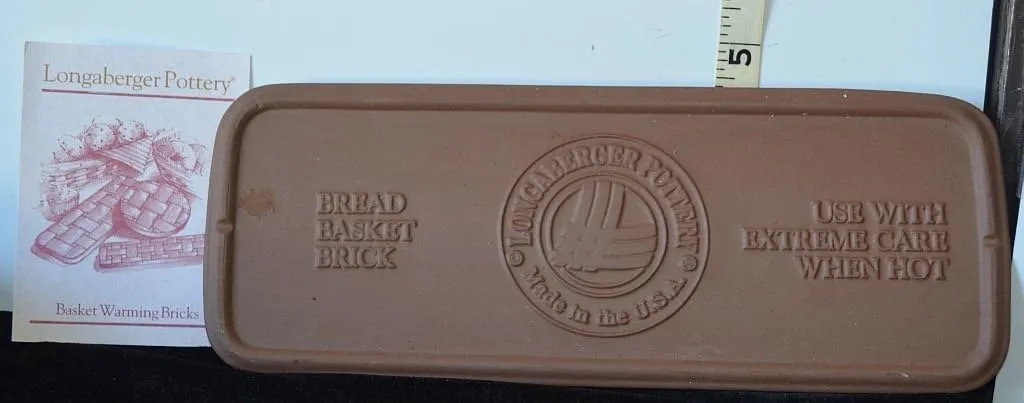 Longaberger Pottery®
Basket Warming Bricks
5
BREAD
BASKET
BRICK
LONGABERGER POTTERY ®
© Made in the U.S.A.
USE WITH
EXTREME CARE
WHEN HOT